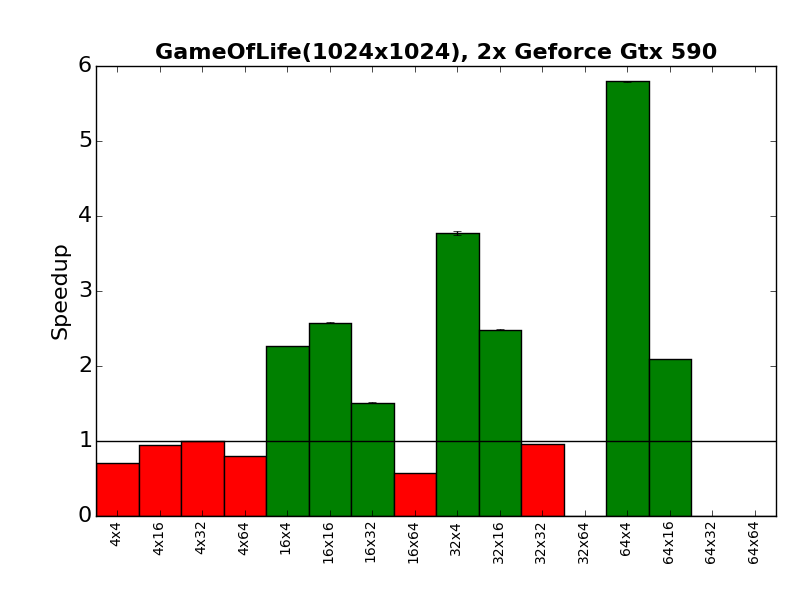 GameOfLife(1024x1024), 2x Geforce Gtx 590
6
5
4
3
2
1
0
Speedup
4x4
4x16
4x32
4x64
16x4
16x16
16x32
16x64
32x4
32x16
32x32
32x64
64x4
64x16
64x32
64x64